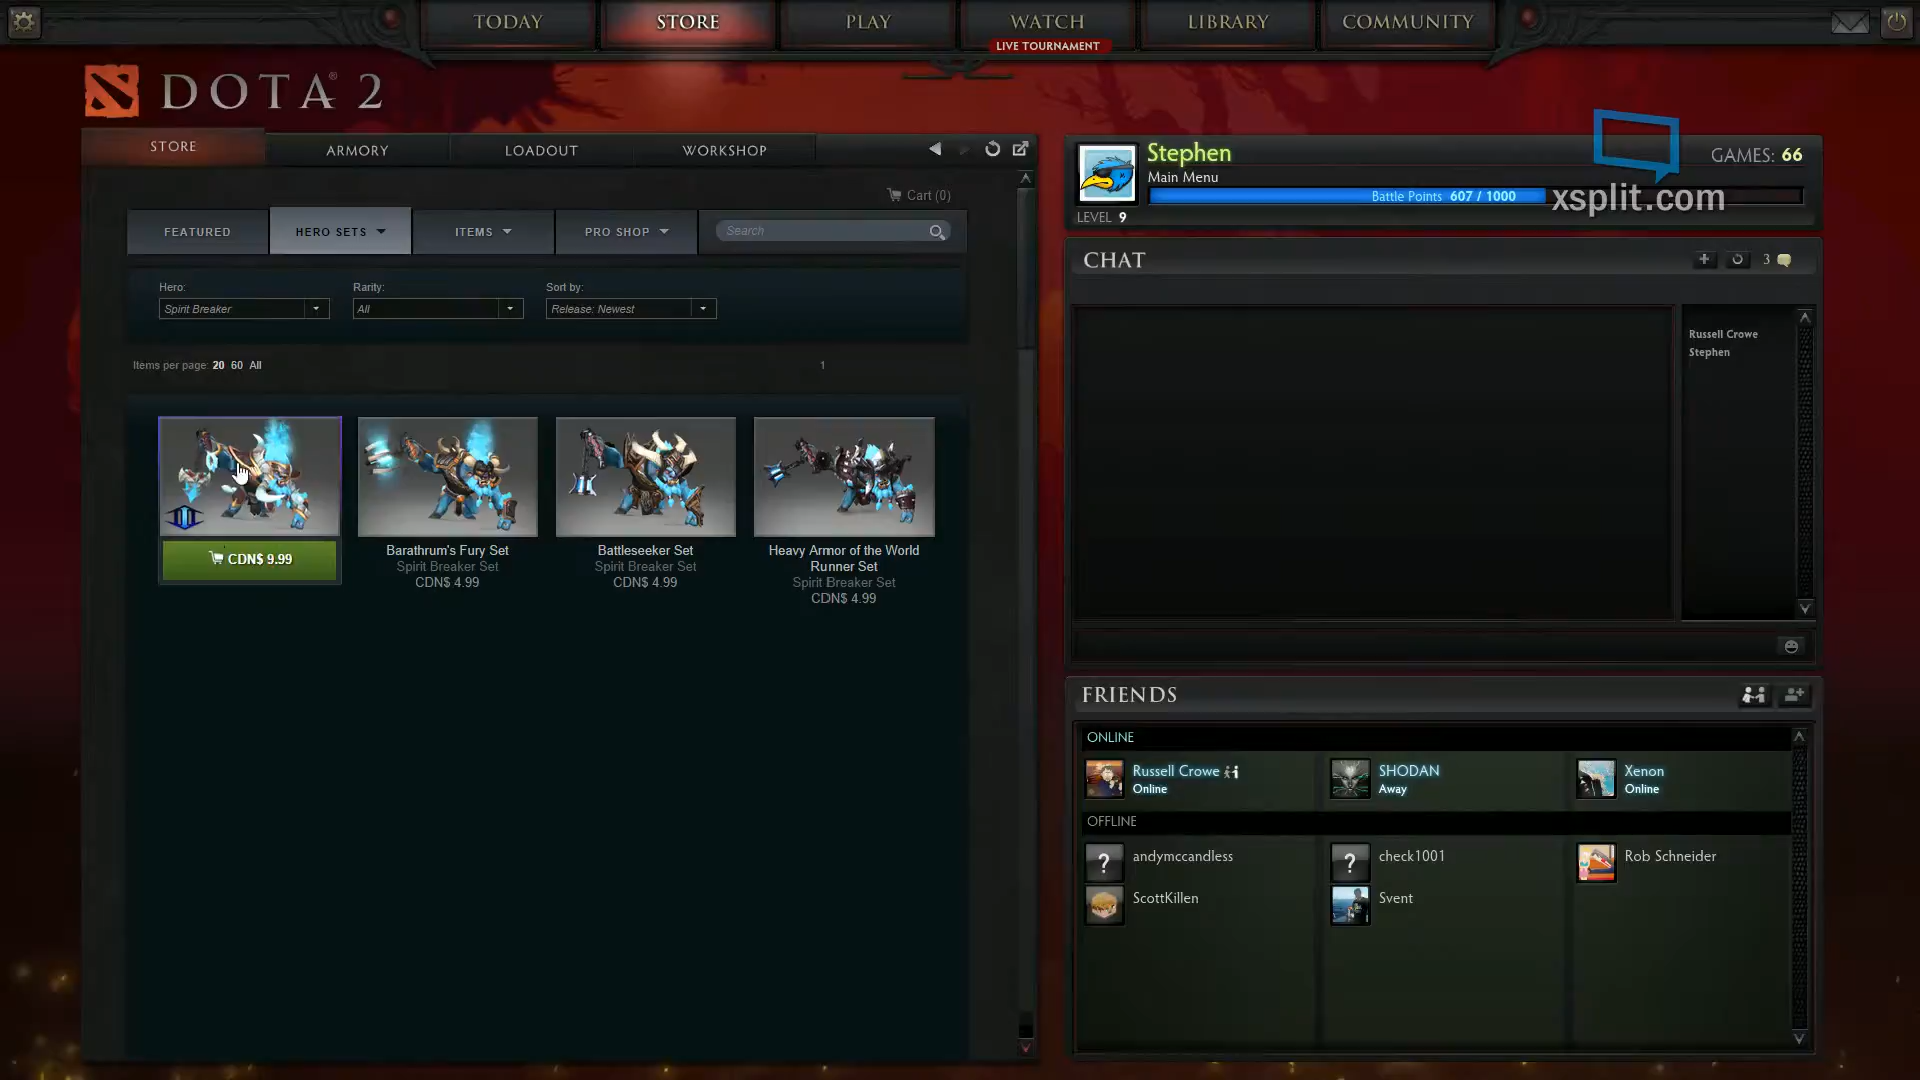 TODAY
STORE
PLAY
WATCH
LIBRARY
COMMUNITY
LIVE TOURNAMENT
DOTA® 2
STORE
ARMORY
LOADOUT
WORKSHOP
Cart (0)
FEATURED
HERO SETS
ITEMS
PRO SHOP
Search
Hero:
Rarity:
Sort by:
Spirit Breaker
All
Release: Newest
Items per page: 20 60 All
1
CDN$ 9.99
Barathrum's Fury Set
Spirit Breaker Set
CDN$ 4.99
Battleseeker Set
Spirit Breaker Set
CDN$ 4.99
Heavy Armor of the World
Runner Set
Spirit Breaker Set
CDN$ 4.99
Stephen
Main Menu
GAMES: 66
Battle Points 607 / 1000
LEVEL 9
xsplit.com
CHAT
3
Russell Crowe
Stephen
FRIENDS
ONLINE
Russell Crowe
Online
SHODAN
Away
Xenon
Online
OFFLINE
? andymccandless
? check1001
Rob Schneider
ScottKillen
Svent